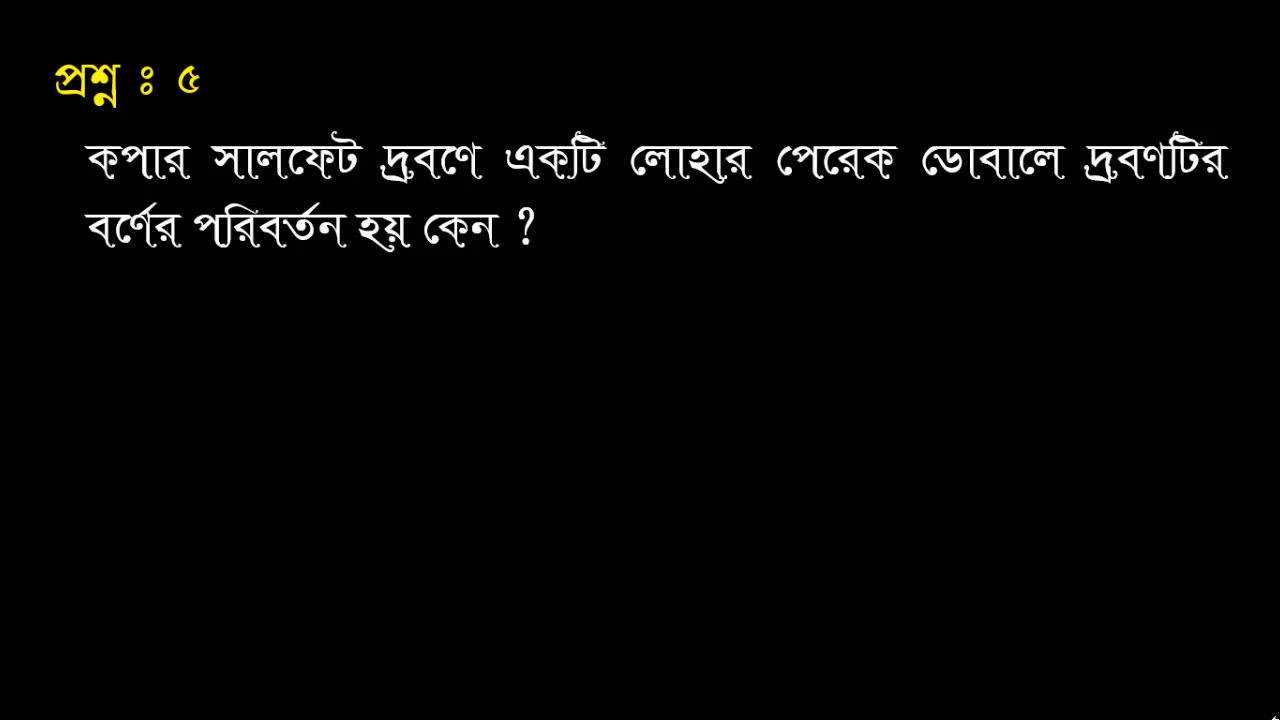 প্রশ্ন ঃ ৫
কপার সালফেট দ্রবণে একটি লোহার পেরেক ডোবালে দ্রবণটির
বর্ণের পরিবর্তন হয় কেন ?